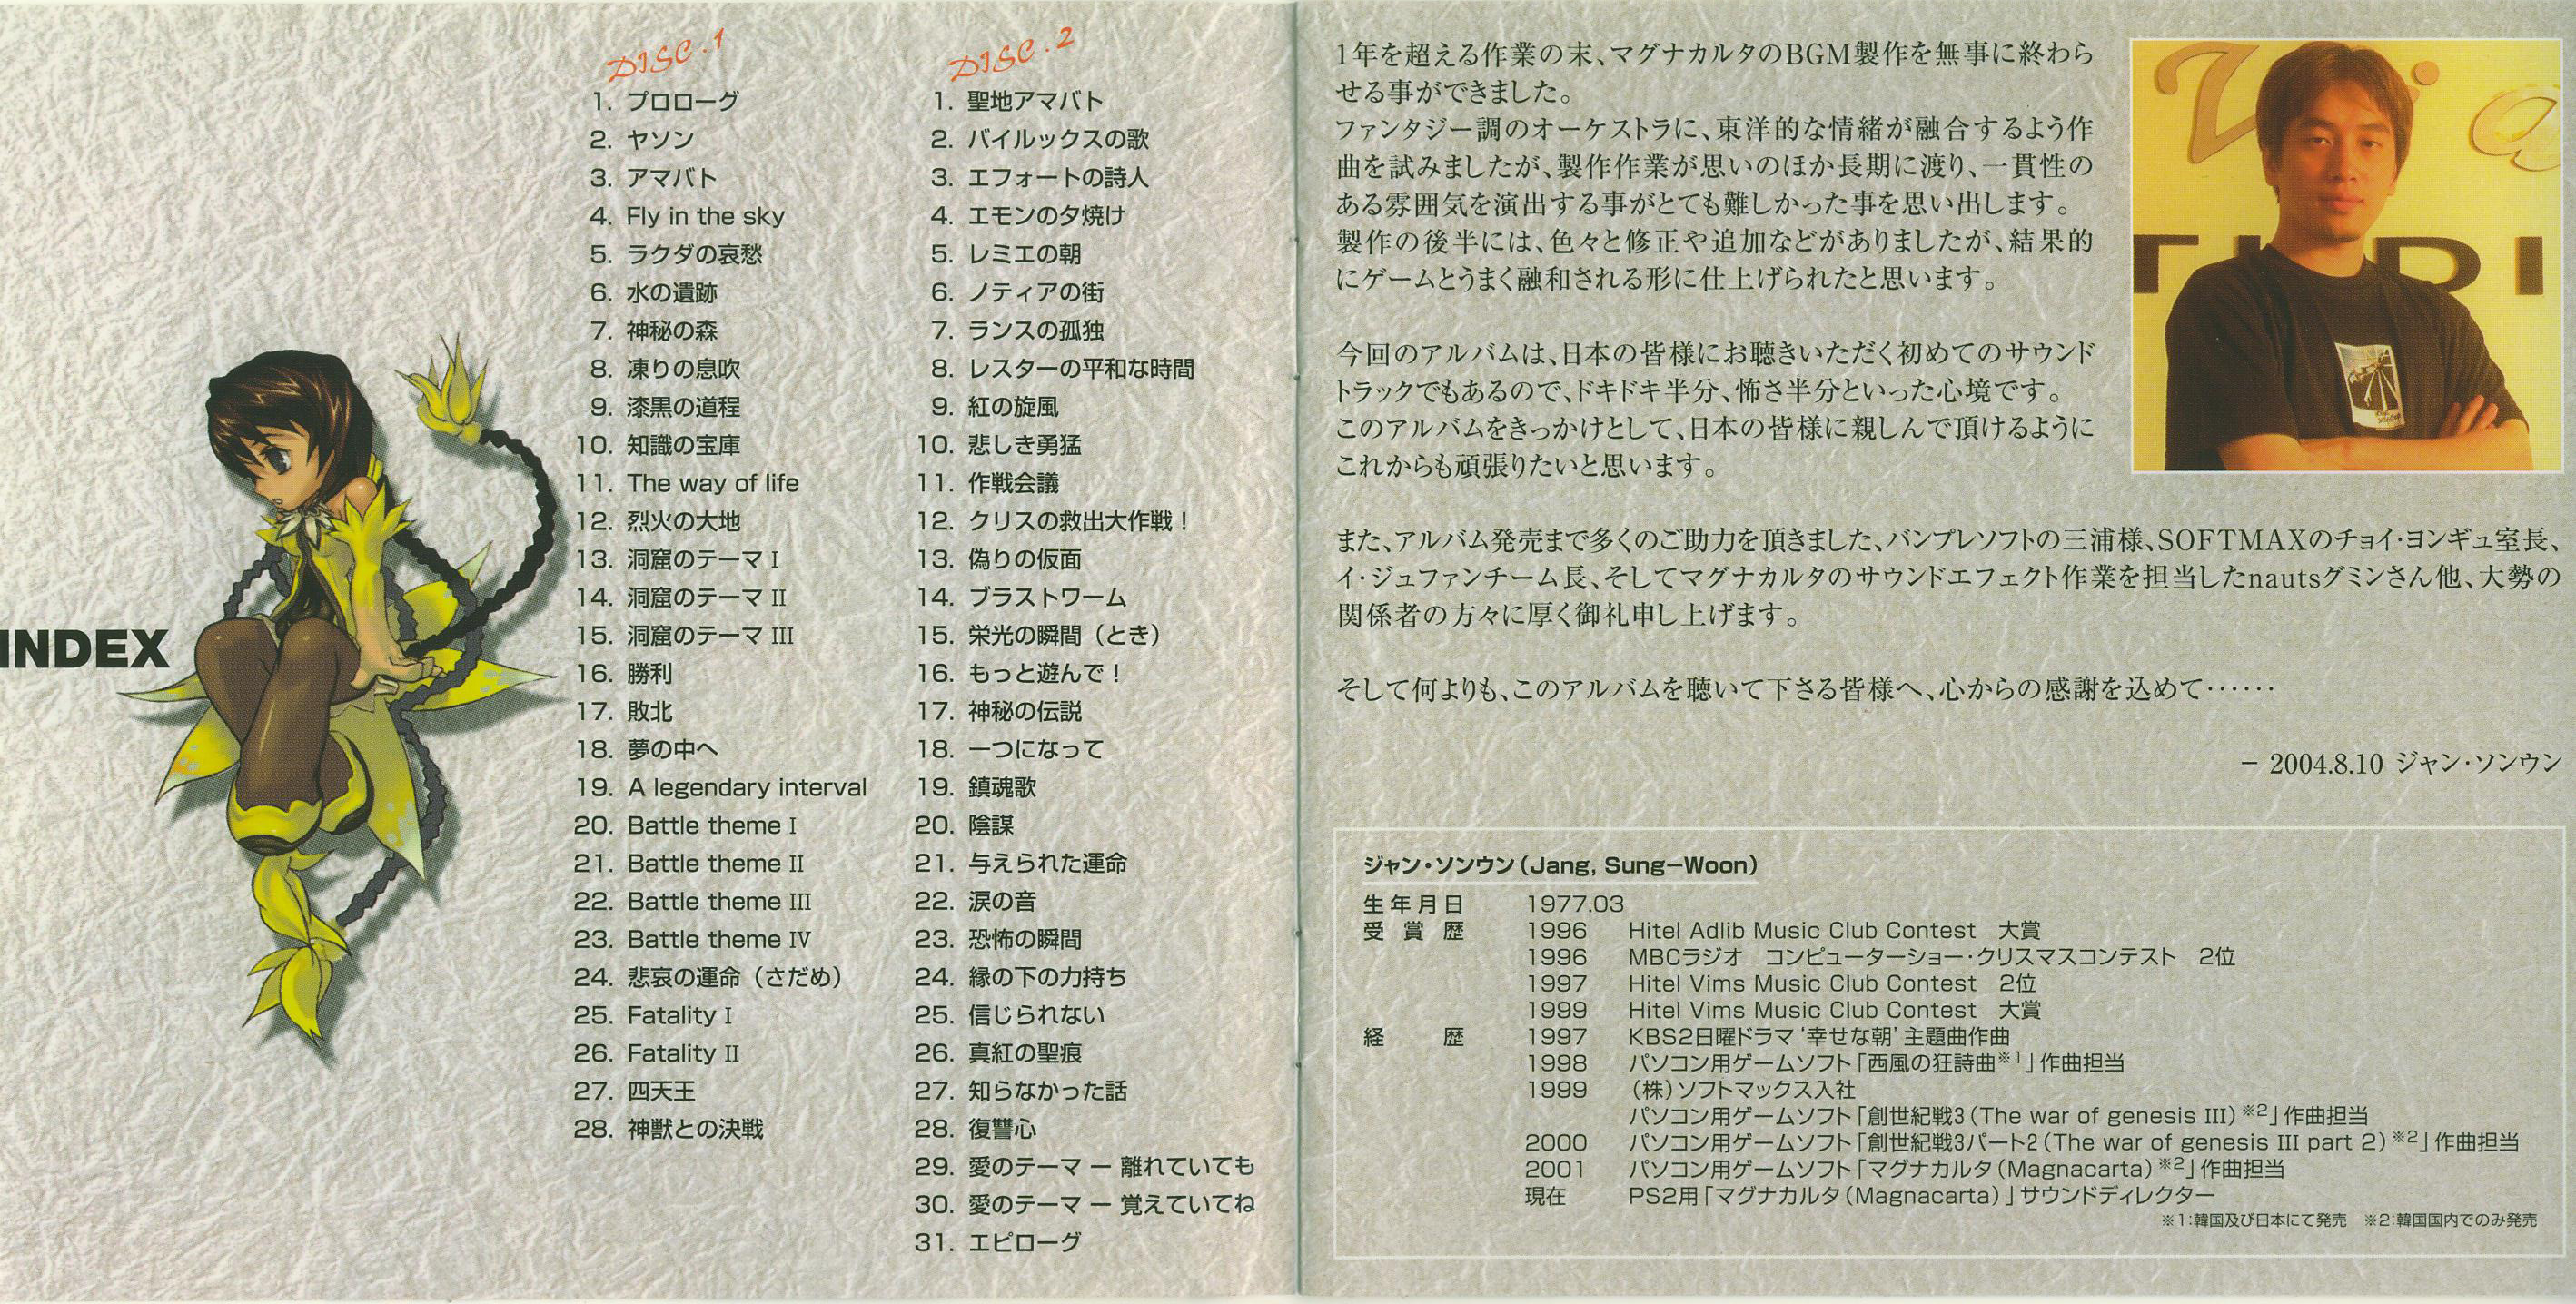 INDEX
DISC.1
1. プロローグ
2. ヤソン
3. アマバト
4. Fly in the sky
5. ラクダの哀愁
6. 水の遺跡
7. 神秘の森
8. 凍りの息吹
9. 漆黒の道程
10. 知識の宝庫
11. The way of life
12. 烈火の大地
13. 洞窟のテーマ I
14. 洞窟のテーマ II
15. 洞窟のテーマ III
16. 勝利
17. 敗北
18. 夢の中へ
19. A legendary interval
20. Battle theme I
21. Battle theme II
22. Battle theme III
23. Battle theme IV
24. 悲哀の運命（さだめ）
25. Fatality I
26. Fatality II
27. 四天王
28. 神獣との決戦
DISC.2
1. 聖地アマバト
2. バイルックスの歌
3. エフォートの詩人
4. エモンの夕焼け
5. レミエの朝
6. ノティアの街
7. ランスの孤独
8. レスターの平和な時間
9. 紅の旋風
10. 悲しき勇猛
11. 作戦会議
12. クリスの救出大作戦！
13. 偽りの仮面
14. ブラストワーム
15. 栄光の瞬間（とき）
16. もっと遊んで！
17. 神秘の伝説
18. 一つになって
19. 鎮魂歌
20. 陰謀
21. 与えられた運命
22. 涙の音
23. 恐怖の瞬間
24. 縁の下の力持ち
25. 信じられない
26. 真紅の聖痕
27. 知らなかった話
28. 復讐心
29. 愛のテーマ ー 離れていても
30. 愛のテーマ ー 覚えていてね
31. エピローグ
1年を超える作業の末、マグナカルタのBGM製作を無事に終わら
せる事ができました。
ファンタジー調のオーケストラに、東洋的な情緒が融合するよう作
曲を試みましたが、製作作業が思いのほか長期に渡り、一貫性の
ある雰囲気を演出する事がとても難しかった事を思い出します。
製作の後半には、色々と修正や追加などがありましたが、結果的
にゲームとうまく融和される形に仕上げられたと思います。
今回のアルバムは、日本の皆様にお聴きいただく初めてのサウンド
トラックでもあるので、ドキドキ半分、怖さ半分といった心境です。
このアルバムをきっかけとして、日本の皆様に親しんで頂けるように
これからも頑張りたいと思います。
また、アルバム発売まで多くのご助力を頂きました、バンプレソフトの三浦様、SOFTMAXのチョイ・ヨンギュ室長、
イ・ジュファンチーム長、そしてマグナカルタのサウンドエフェクト作業を担当したnautsグミンさん他、大勢の
関係者の方々に厚く御礼申し上げます。
そして何よりも、このアルバムを聴いて下さる皆様へ、心からの感謝を込めて……
− 2004.8.10 ジャン・ソンウン
ジャン・ソンウン（Jang, Sung−Woon）
生年月日 1977.03
受賞歴 1996 Hitel Adlib Music Club Contest 大賞
1996 MBCラジオ コンピューターショー・クリスマスコンテスト 2位
1997 Hitel Vims Music Club Contest 2位
1999 Hitel Vims Music Club Contest 大賞
経歴 1997 KBS2日曜ドラマ‘幸せな朝’主題曲作曲
1998 パソコン用ゲームソフト「西風の狂詩曲※1」作曲担当
1999 （株）ソフトマックス入社
パソコン用ゲームソフト「創世紀戦3（The war of genesis III）※2」作曲担当
2000 パソコン用ゲームソフト「創世紀戦3パート2（The war of genesis III part 2）※2」作曲担当
2001 パソコン用ゲームソフト「マグナカルタ（Magnacarta）※2」作曲担当
現在 PS2用「マグナカルタ（Magnacarta）」サウンドディレクター
※1:韓国及び日本にて発売 ※2:韓国国内でのみ発売